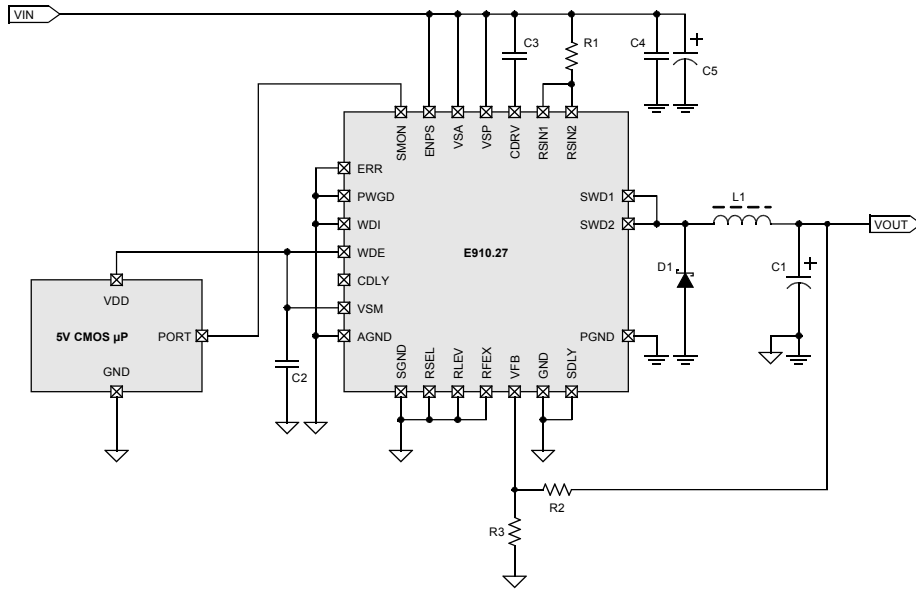 VIN
C3
R1
C4
+
C5
SMON
ENPS
VSA
VSP
CDRV
RSIN1
RSIN2
ERR
PWGD
WDI
WDE
CDLY
VSM
AGND
E910.27
SWD1
SWD2
PGND
L1
VOUT
D1
C1
+
VDD
5V CMOS µP
PORT
GND
C2
SGND
RSEL
RLEV
RFEX
VFB
GND
SDLY
R2
R3